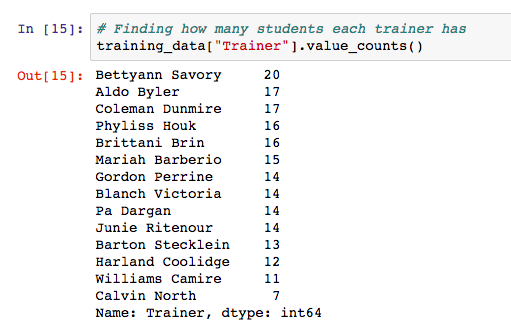 In [15]: # Finding how many students each trainer has
training_data["Trainer"].value_counts()
Out[15]: Bettyann Savory 20
Aldo Byler 17
Coleman Dunmire 17
Phyliss Houk 16
Brittani Brin 16
Mariah Barberio 15
Gordon Perrine 14
Blanch Victoria 14
Pa Dargan 14
Junie Ritenour 14
Barton Stecklein 13
Harland Coolidge 12
Williams Camire 11
Calvin North 7
Name: Trainer, dtype: int64